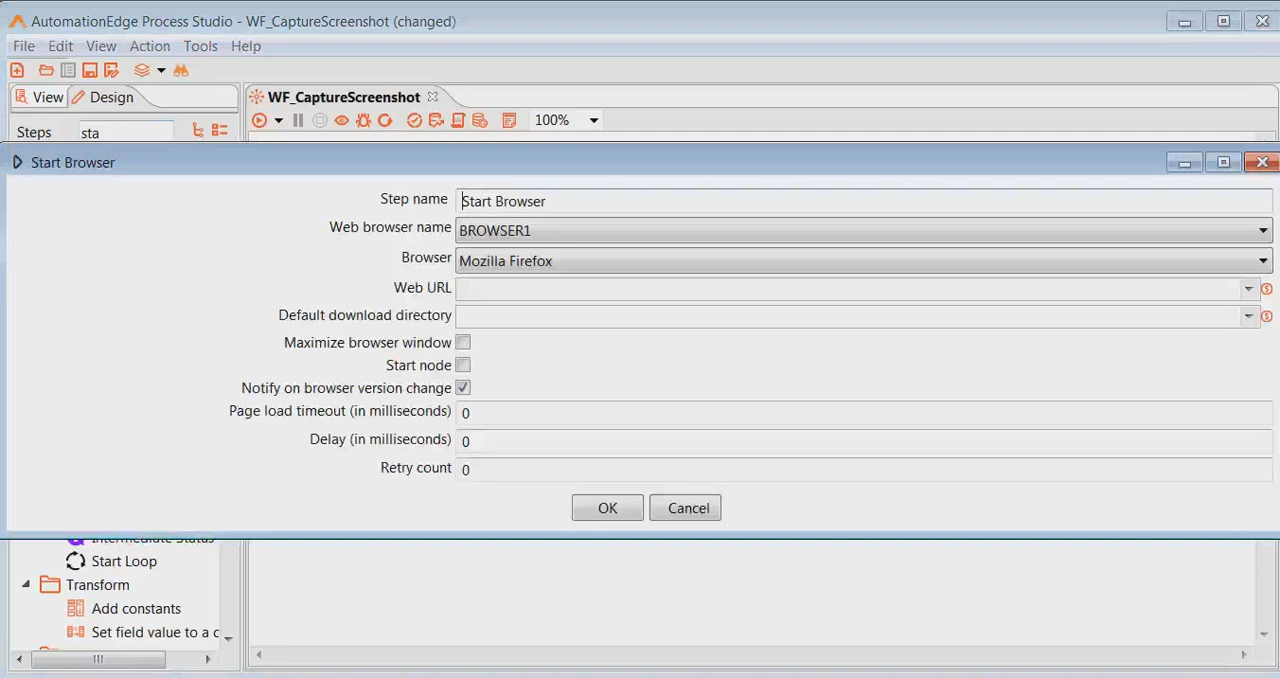 AutomationEdge Process Studio - WF_CaptureScreenshot (changed)
File Edit View Action Tools Help
View Design
WF_CaptureScreenshot
Steps sta
100%
Start Browser
Step name Start Browser
Web browser name BROWSER1
Browser Mozilla Firefox
Web URL
Default download directory
Maximize browser window
Start node
Notify on browser version change
Page load timeout (in milliseconds) 0
Delay (in milliseconds) 0
Retry count 0
OK Cancel
Intermediate Status
Start Loop
Transform
Add constants
Set field value to a c